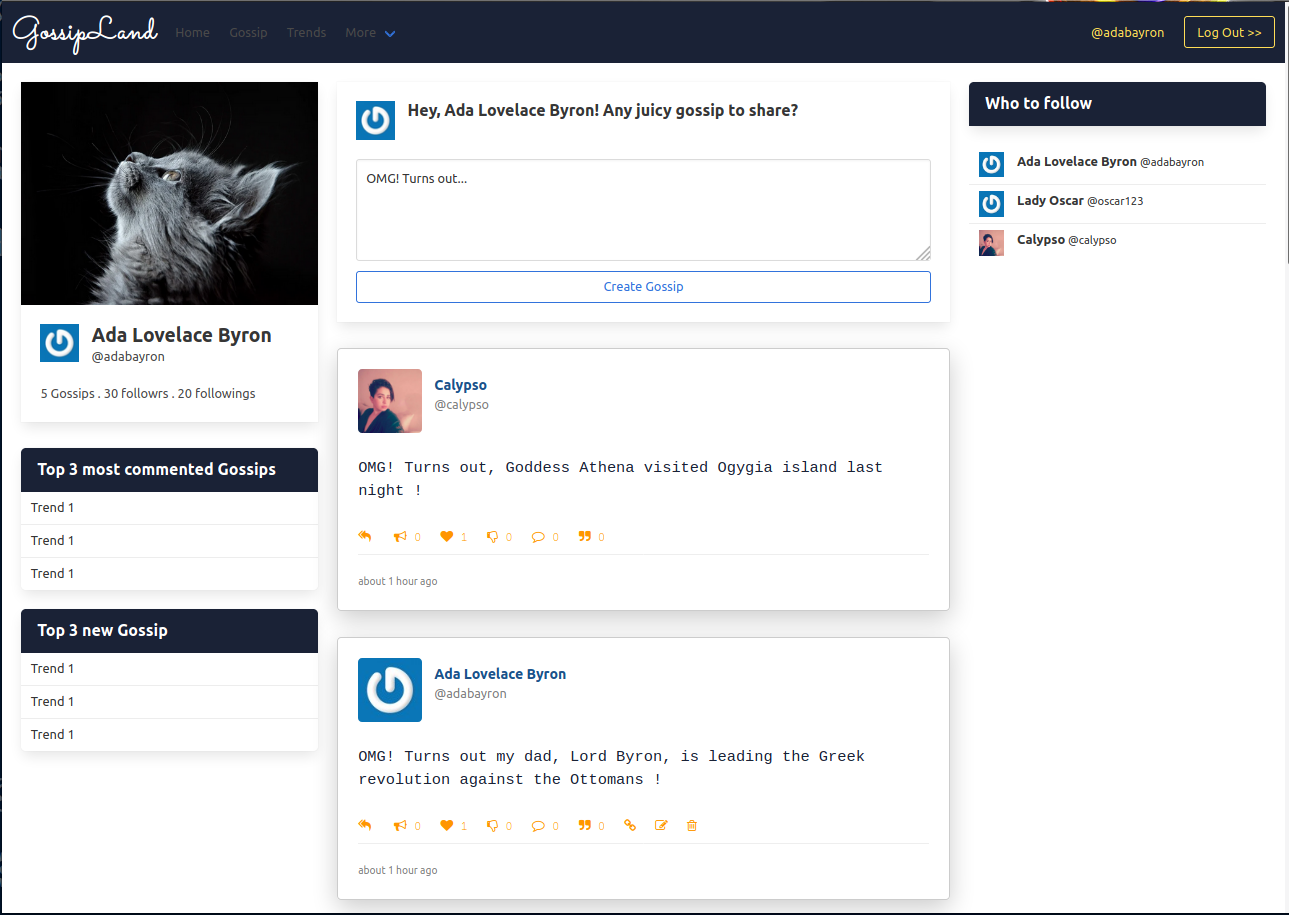 GossipLand Home Gossip Trends More @adabayron Log Out >>
Ada Lovelace Byron
@adabayron
5 Gossips . 30 followrs . 20 followings
Top 3 most commented Gossips
Trend 1
Trend 1
Trend 1
Top 3 new Gossip
Trend 1
Trend 1
Trend 1
Hey, Ada Lovelace Byron! Any juicy gossip to share?
OMG! Turns out...
Create Gossip
Calypso
@calypso
OMG! Turns out, Goddess Athena visited Ogygia island last
night !
0 1 0 0 0
about 1 hour ago
Ada Lovelace Byron
@adabayron
OMG! Turns out my dad, Lord Byron, is leading the Greek
revolution against the Ottomans !
0 1 0 0 0
about 1 hour ago
Who to follow
Ada Lovelace Byron @adabayron
Lady Oscar @oscar123
Calypso @calypso